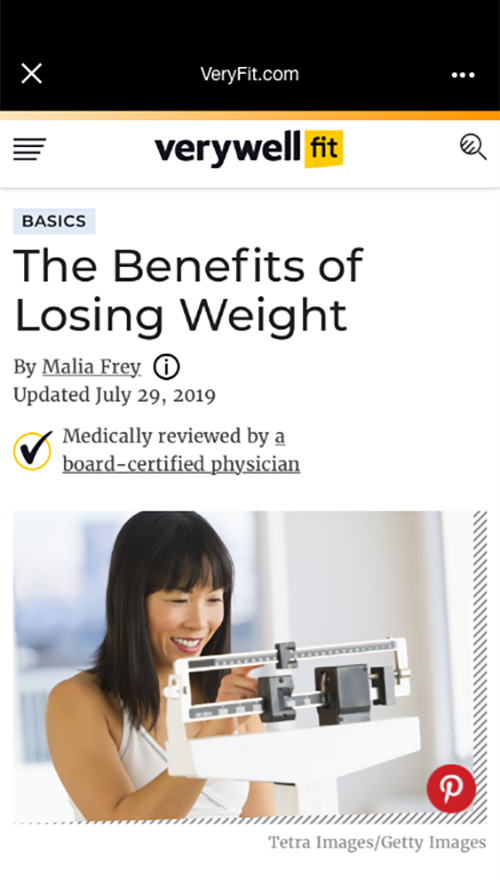 VeryFit.com
verywell fit
BASICS
The Benefits of
Losing Weight
By Malia Frey
Updated July 29, 2019
Medically reviewed by a
board-certified physician
Tetra Images/Getty Images